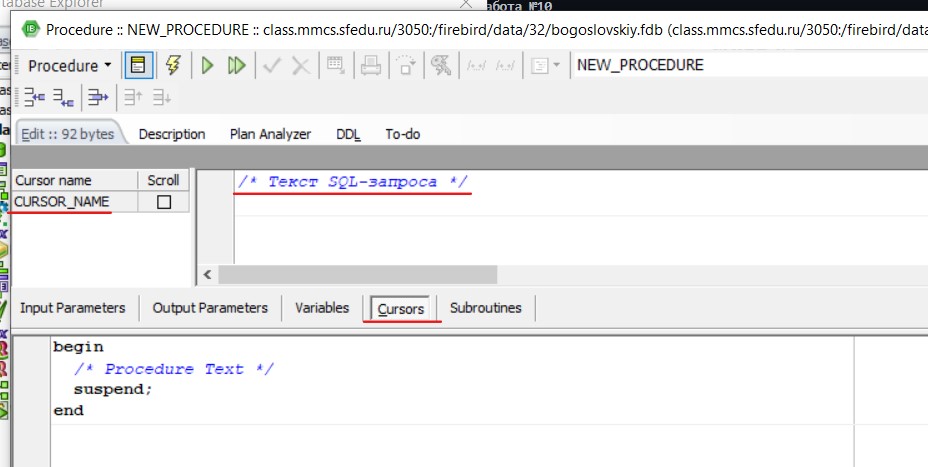 tabase Explorer
абота №10
Procedure :: NEW_PROCEDURE :: class.mmcs.sfedu.ru/3050:/firebird/data/32/bogoslovskiy.fdb (class.mmcs.sfedu.ru/3050:/firebird/data
Procedure NEW_PROCEDURE
Edit :: 92 bytes Description Plan Analyzer DDL To-do
Cursor name Scroll
/* Текст SQL-запроса */
CURSOR_NAME
Input Parameters Output Parameters Variables Cursors Subroutines
begin
/* Procedure Text */
suspend;
end